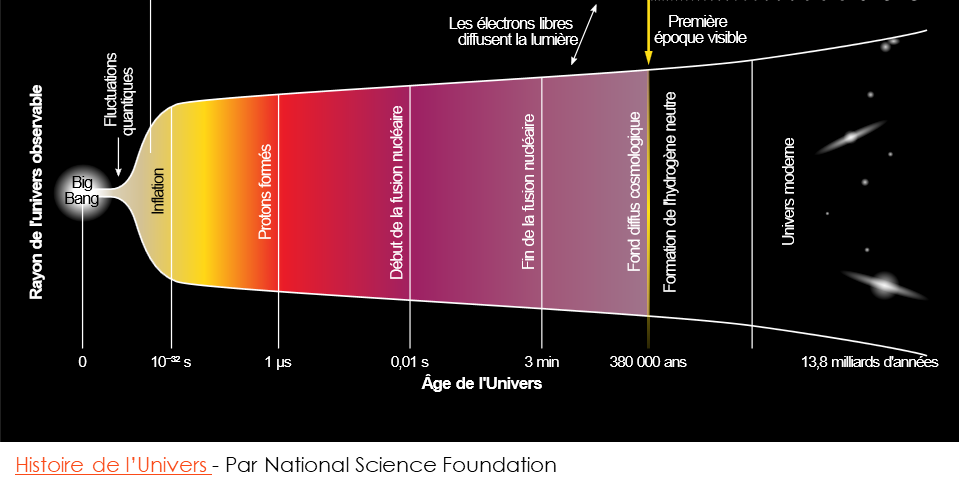 Les électrons libres
diffusent la lumière
Première
époque visible
Rayon de l'univers observable
Big
Bang
Fluctuations
quantiques
Inflation
Protons formés
Début de la fusion nucléaire
Fin de la fusion nucléaire
Fond diffus cosmologique
Formation de l'hydrogène neutre
Univers moderne
0
10⁻³² s
1 µs
0,01 s
3 min
380 000 ans
13,8 milliards d'années
Âge de l'Univers
Histoire de l'Univers - Par National Science Foundation